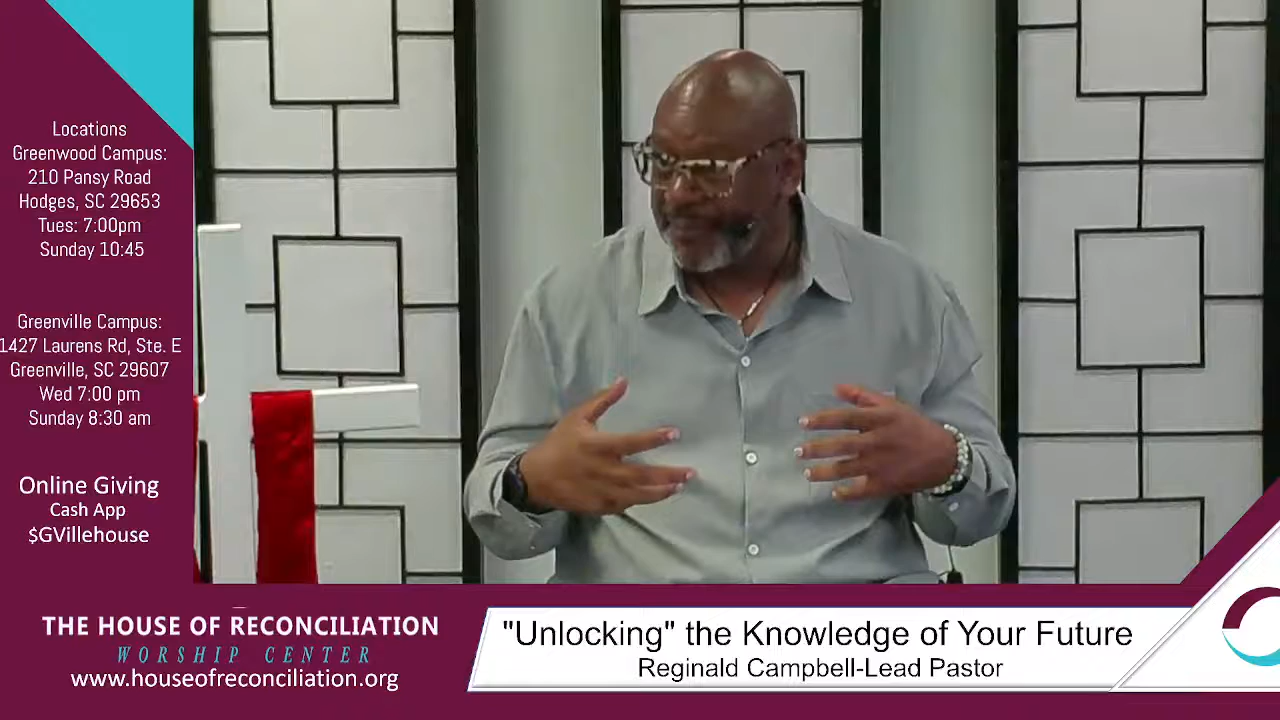 Locations
Greenwood Campus:
210 Pansy Road
Hodges, SC 29653
Tues: 7:00pm
Sunday 10:45
Greenville Campus:
1427 Laurens Rd, Ste. E
Greenville, SC 29607
Wed 7:00 pm
Sunday 8:30 am
Online Giving
Cash App
$GVillehouse
THE HOUSE OF RECONCILIATION
WORSHIP CENTER
www.houseofreconciliation.org
"Unlocking" the Knowledge of Your Future
Reginald Campbell-Lead Pastor